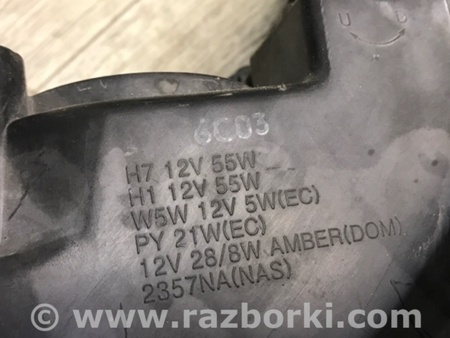 U D
6C03
H7 12V 55W
H1 12V 55W
W5W 12V 5W(EC)
PY 21W(EC)
12V 28/8W AMBER(DOM)
2357NA(NAS)
© www.razborki.com